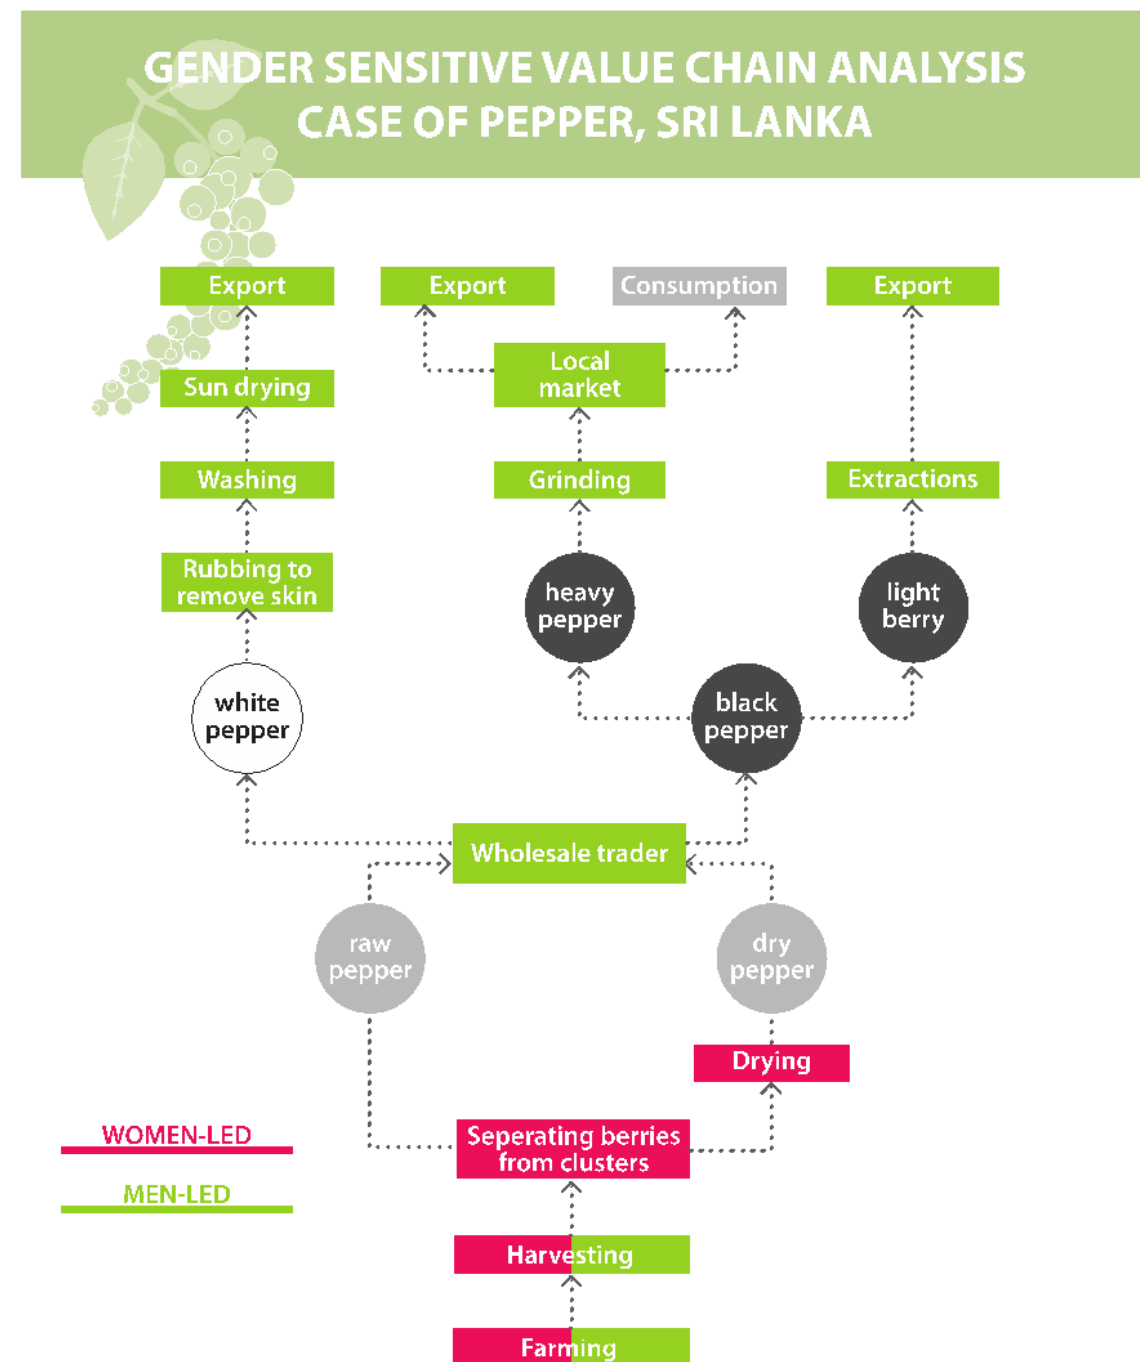 GENDER SENSITIVE VALUE CHAIN ANALYSIS
CASE OF PEPPER, SRI LANKA
Export
Export
Consumption
Export
Local
market
Sun drying
Washing
Grinding
Extractions
Rubbing to
remove skin
heavy
pepper
light
berry
white
pepper
black
pepper
Wholesale trader
raw
pepper
dry
pepper
Drying
WOMEN-LED
Seperating berries
from clusters
MEN-LED
Harvesting
Farming